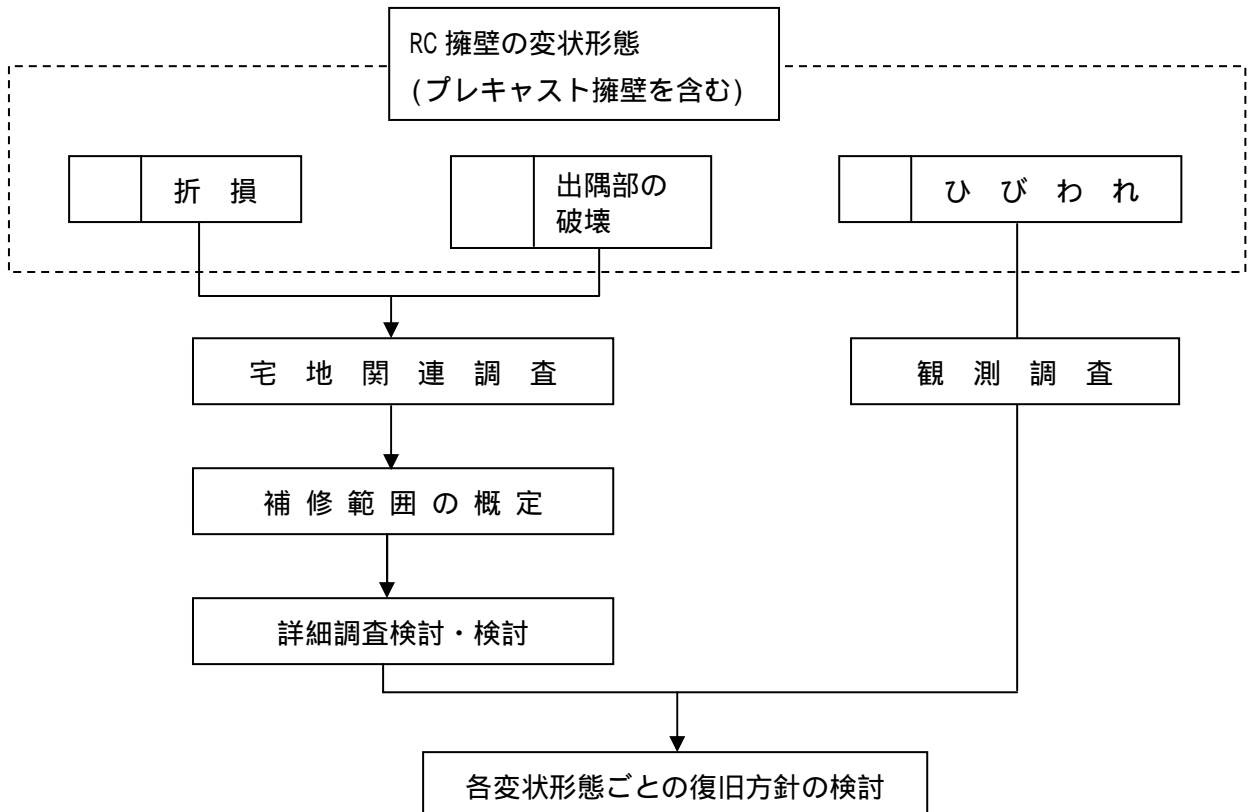 RC 擁壁の変状形態
(プレキャスト擁壁を含む)
折 損
出隅部の
破壊
ひ び わ れ
宅 地 関 連 調 査
観 測 調 査
補 修 範 囲 の 概 定
詳細調査検討・検討
各変状形態ごとの復旧方針の検討